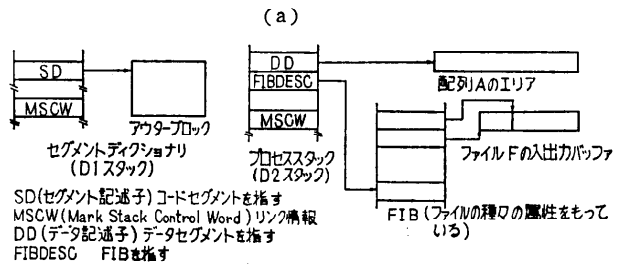 (a)
SD
MSCW
アウターブロック
セグメントディクショナリ
(D1スタック)
DD
FIBDESC
MSCW
プロセススタック
(D2スタック)
配列Aのエリア
ファイルFの入出力バッファ
FIB(ファイルの種々の属性をもって
いる)
SD(セグメント記述子)コードセグメントを指す
MSCW(Mark Stack Control Word)リンク情報
DD(データ記述子)データセグメントを指す
FIBDESC FIBを指す